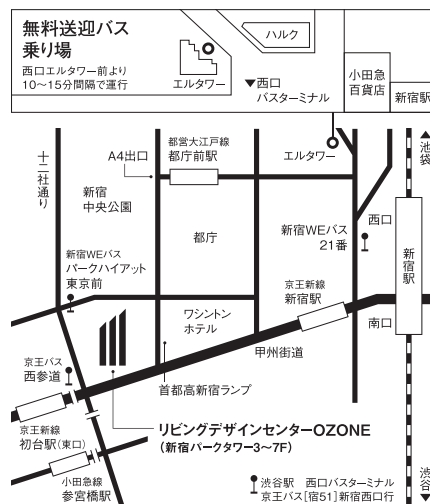 無料送迎バス
乗り場
西口エルタワー前より
10〜15分間隔で運行
ハルク
エルタワー
▼西口
バスターミナル
小田急
百貨店
新宿駅
十二社通り
A4出口
都営大江戸線
都庁前駅
エルタワー
▲池袋
新宿
中央公園
都庁
新宿WEバス
21番
西口
新宿駅
新宿WEバス
パークハイアット
東京前
ワシントン
ホテル
京王新線
新宿駅
南口
甲州街道
京王バス
西参道
首都高新宿ランプ
京王新線
初台駅(東口)
リビングデザインセンターOZONE
(新宿パークタワー3〜7F)
小田急線
参宮橋駅
渋谷駅 西口バスターミナル
京王バス[宿51]新宿西口行
渋谷▼